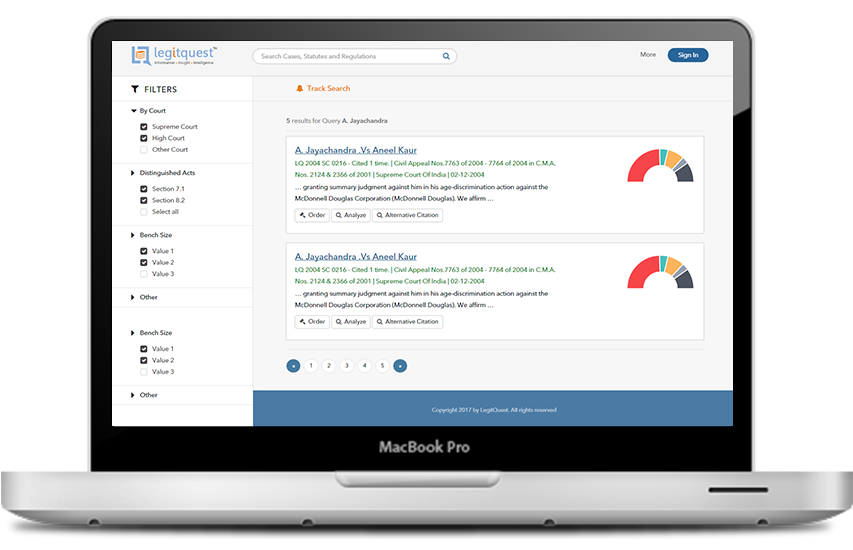 legitquest™
Information • Insight • Intelligence
Search Cases, Statutes and Regulations
More
Sign In
FILTERS
By Court
Supreme Court
High Court
Other Court
Distinguished Acts
Section 7.1
Section 8.2
Select all
Bench Size
Value 1
Value 2
Value 3
Other
Bench Size
Value 1
Value 2
Value 3
Other
Track Search
5 results for Query A. Jayachandra
A. Jayachandra .Vs Aneel Kaur
LQ 2004 SC 0216 - Cited 1 time. | Civil Appeal Nos.7763 of 2004 - 7764 of 2004 in C.M.A.
Nos. 2124 & 2366 of 2001 | Supreme Court Of India | 02-12-2004
... granting summary judgment against him in his age-discrimination action against the
McDonnell Douglas Corporation (McDonnell Douglas). We affirm ...
Order Analyze Alternative Citation
A. Jayachandra .Vs Aneel Kaur
LQ 2004 SC 0216 - Cited 1 time. | Civil Appeal Nos.7763 of 2004 - 7764 of 2004 in C.M.A.
Nos. 2124 & 2366 of 2001 | Supreme Court Of India | 02-12-2004
... granting summary judgment against him in his age-discrimination action against the
McDonnell Douglas Corporation (McDonnell Douglas). We affirm ...
Order Analyze Alternative Citation
« 1 2 3 4 5 »
Copyright 2017 by LegitQuest. All rights reserved
MacBook Pro